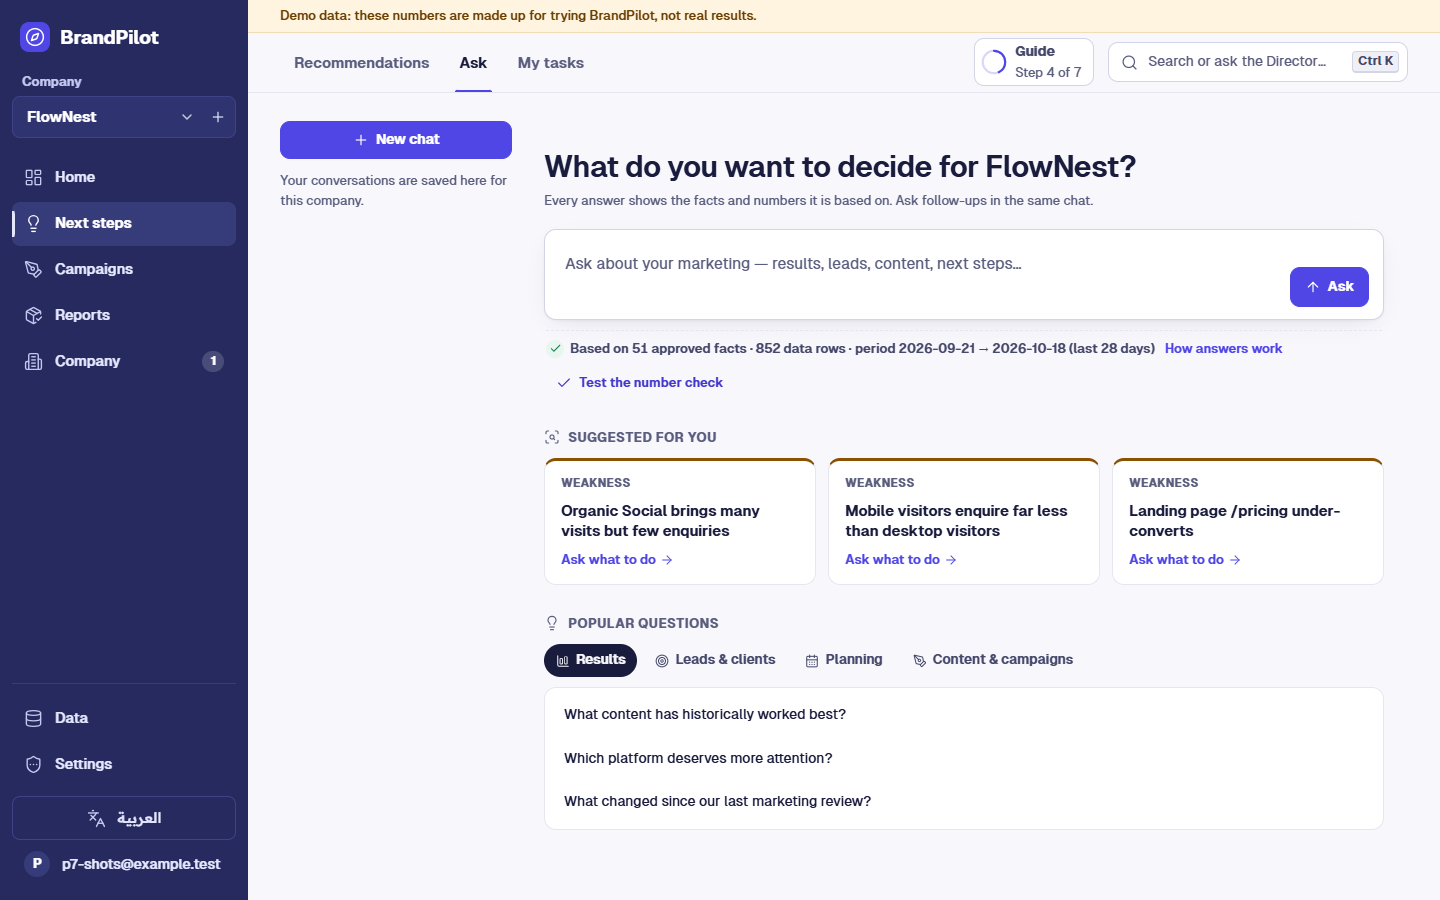 Demo data: these numbers are made up for trying BrandPilot, not real results.
BrandPilot
Company
FlowNest
Home
Next steps
Campaigns
Reports
Company
1
Data
Settings
العربية
P
p7-shots@example.test
Recommendations
Ask
My tasks
Guide
Step 4 of 7
Search or ask the Director...
Ctrl K
New chat
Your conversations are saved here for
this company.
What do you want to decide for FlowNest?
Every answer shows the facts and numbers it is based on. Ask follow-ups in the same chat.
Ask about your marketing — results, leads, content, next steps...
Ask
Based on 51 approved facts · 852 data rows · period 2026-09-21 → 2026-10-18 (last 28 days)
How answers work
Test the number check
SUGGESTED FOR YOU
WEAKNESS
Organic Social brings many
visits but few enquiries
Ask what to do →
WEAKNESS
Mobile visitors enquire far less
than desktop visitors
Ask what to do →
WEAKNESS
Landing page /pricing under-
converts
Ask what to do →
POPULAR QUESTIONS
Results
Leads & clients
Planning
Content & campaigns
What content has historically worked best?
Which platform deserves more attention?
What changed since our last marketing review?